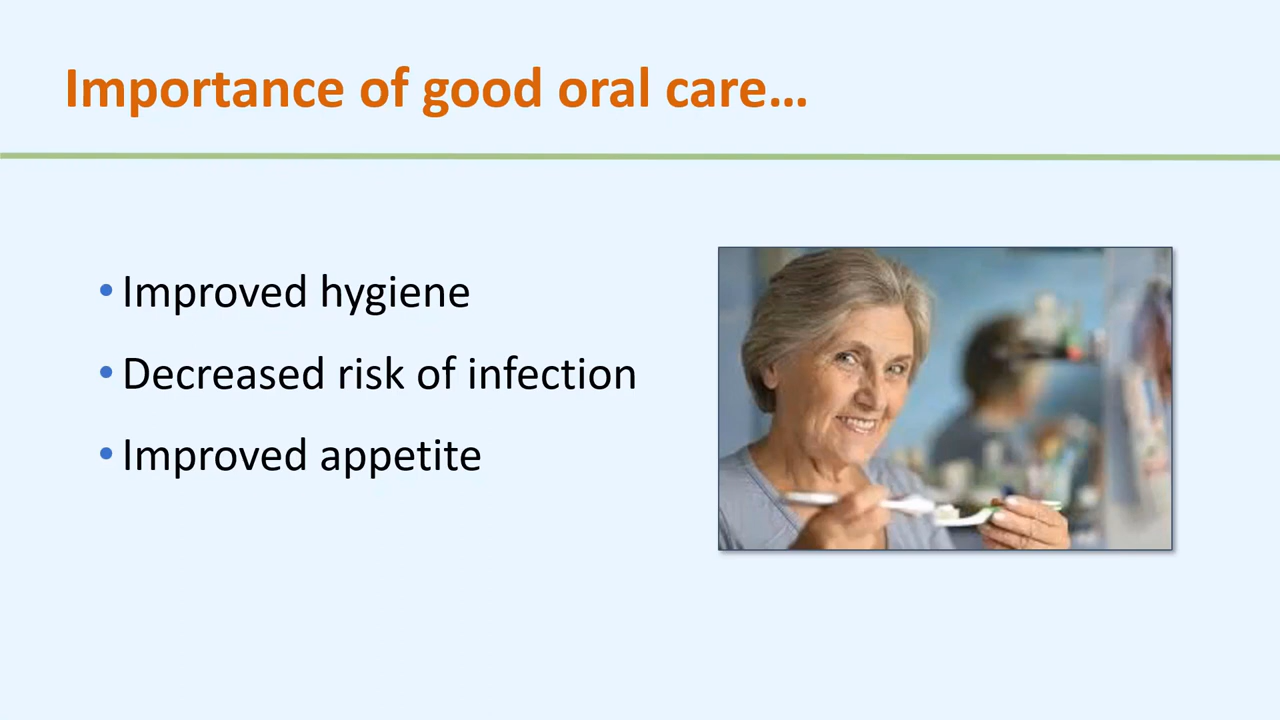 Importance of good oral care…
• Improved hygiene
• Decreased risk of infection
• Improved appetite